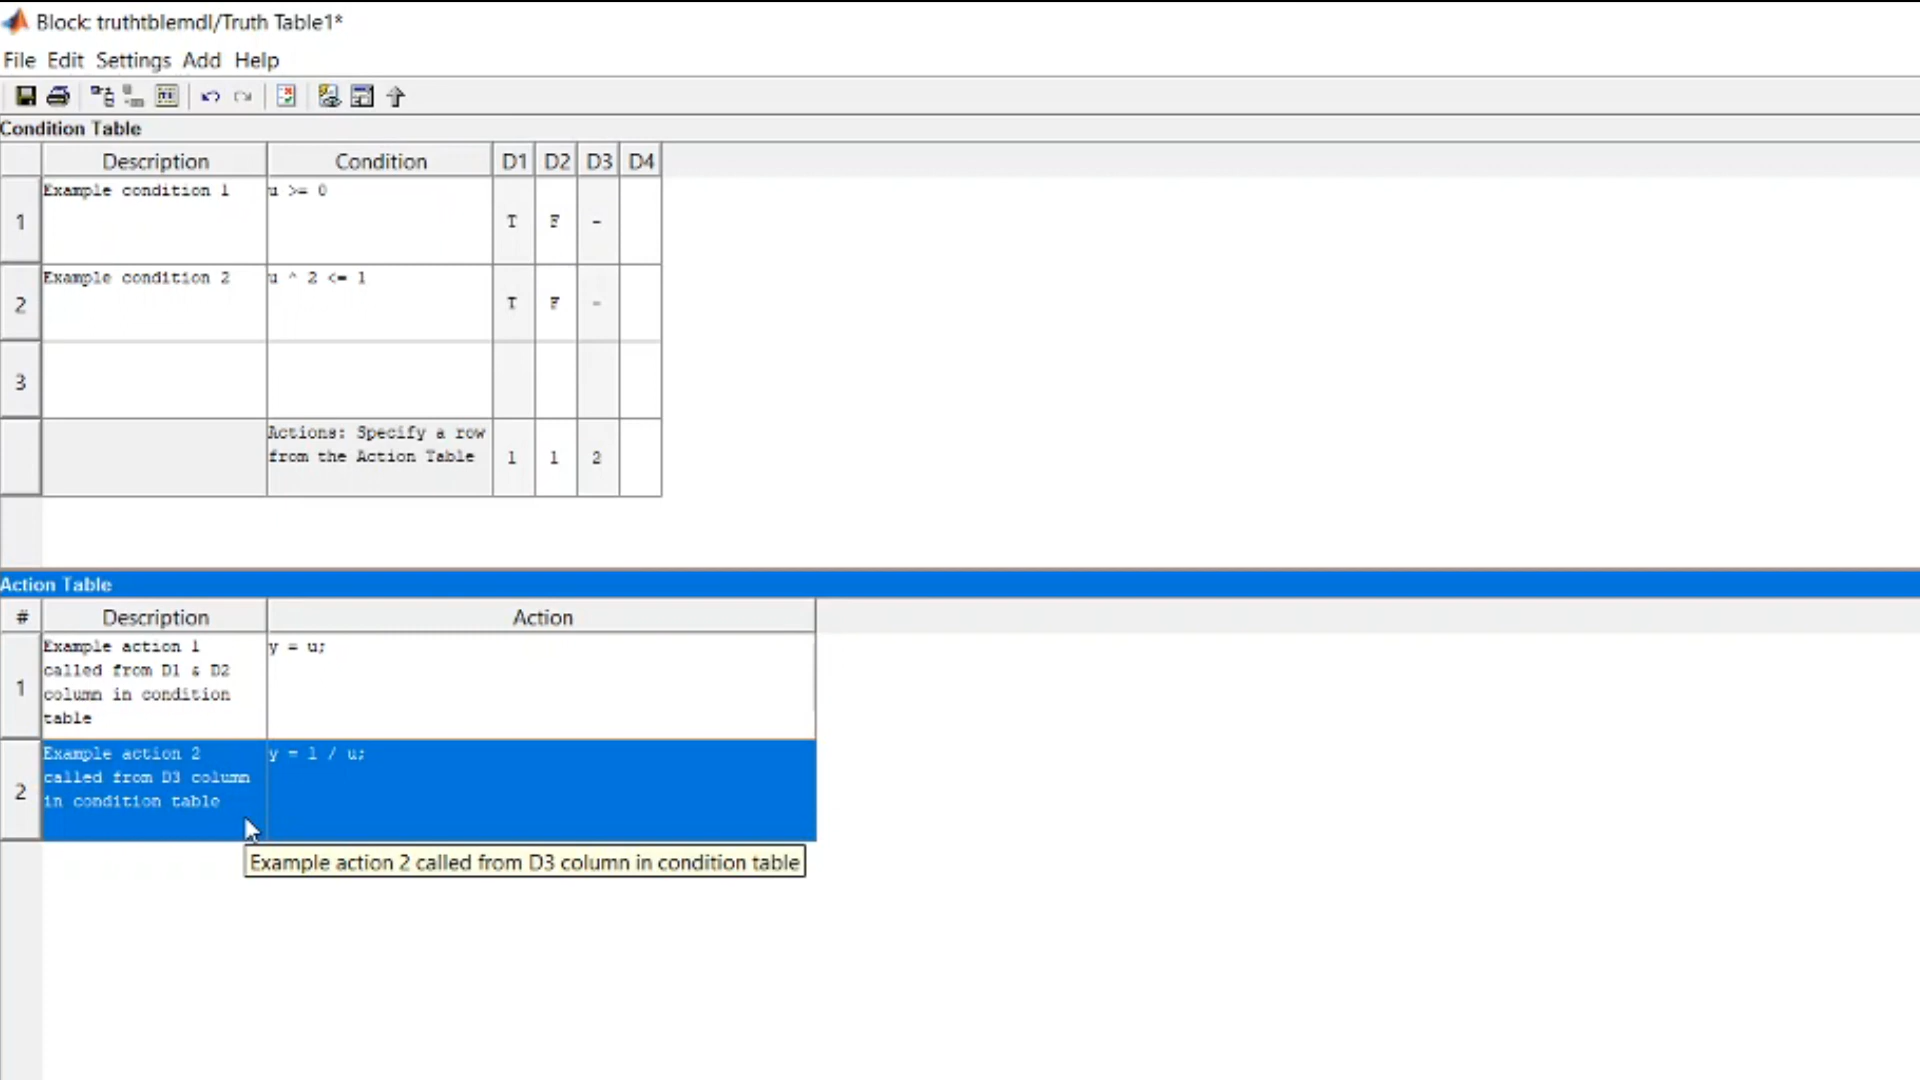 Block: truthtblemdl/Truth Table1*
File Edit Settings Add Help
Condition Table
Description Condition D1 D2 D3 D4
1 Example condition 1 u >= 0 T F -
2 Example condition 2 u ^ 2 <= 1 T F -
3
Actions: Specify a row
from the Action Table 1 1 2
Action Table
# Description Action
1 Example action 1 y = u;
called from D1 & D2
column in condition
table
2 Example action 2 y = 1 / u;
called from D3 column
in condition table
Example action 2 called from D3 column in condition table